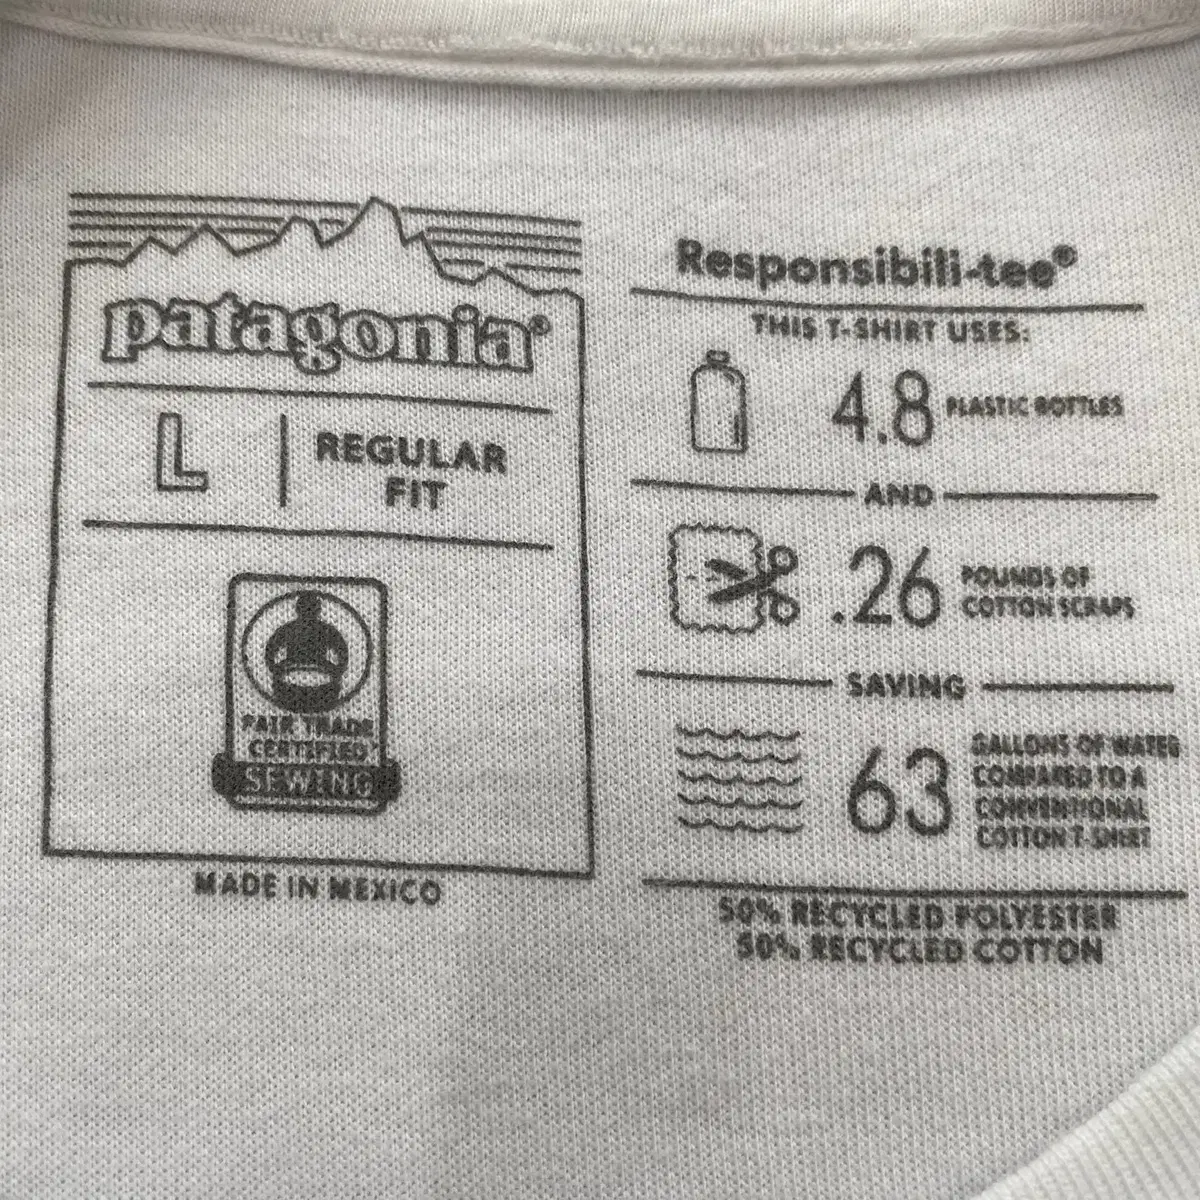 patagonia®
L
REGULAR
FIT
FAIR TRADE
CERTIFIED
SEWING
MADE IN MEXICO
Responsibili-tee®
THIS T-SHIRT USES:
4.8 PLASTIC BOTTLES
AND
.26 POUNDS OF
COTTON SCRAPS
SAVING
63 GALLONS OF WATER
COMPARED TO A
CONVENTIONAL
COTTON T-SHIRT
50% RECYCLED POLYESTER
50% RECYCLED COTTON